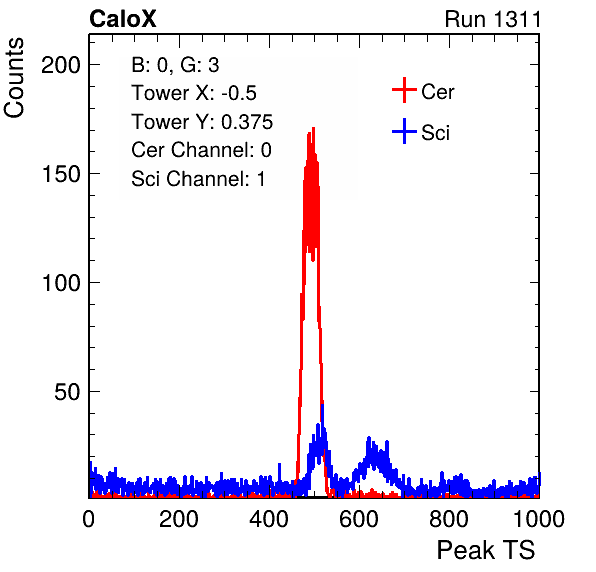 CaloX
Run 1311
Counts
B: 0, G: 3
Tower X: -0.5
Tower Y: 0.375
Cer Channel: 0
Sci Channel: 1
Cer
Sci
200
150
100
50
0 200 400 600 800 1000
Peak TS